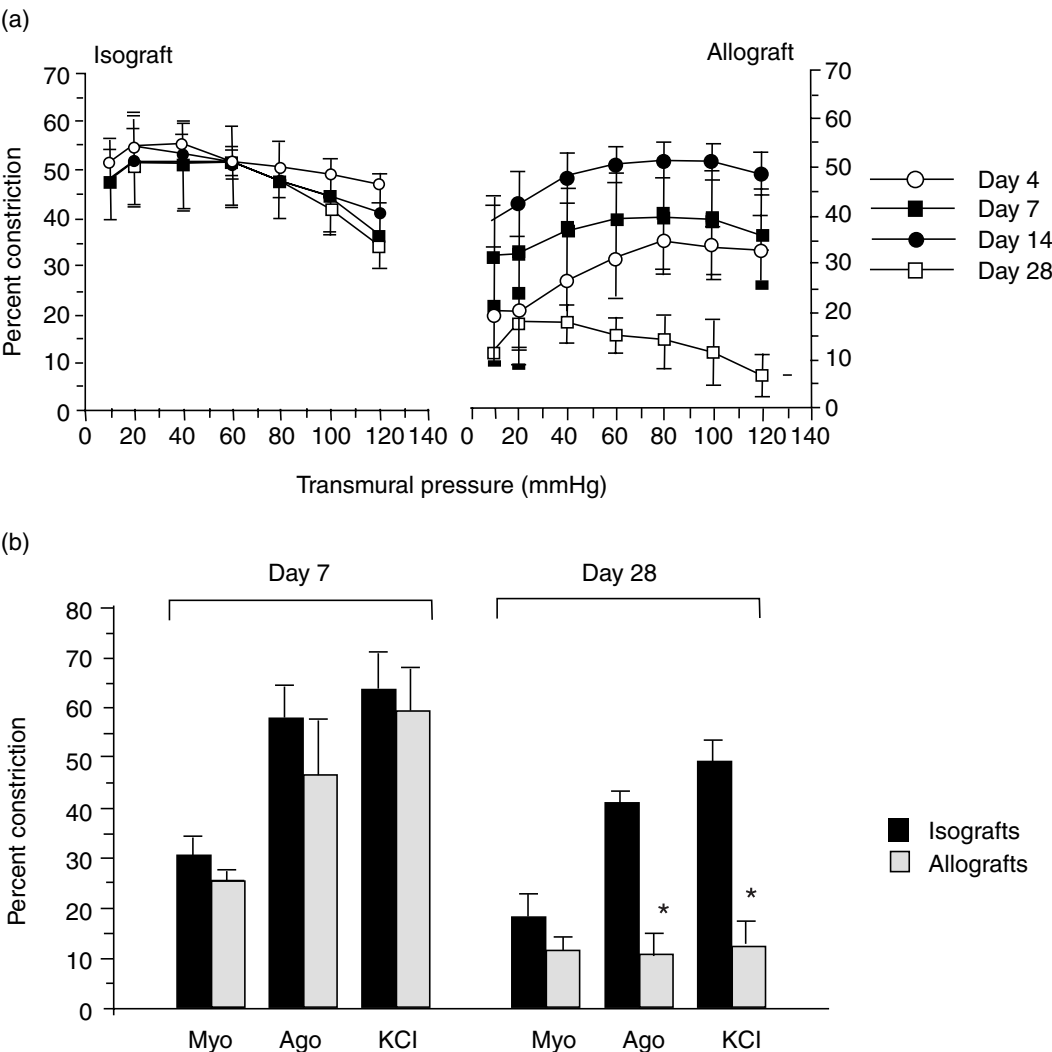 (a)
Isograft
Allograft
70
60
50
40
30
20
10
0
Percent constriction
0 20 40 60 80 100 120 140
70
60
50
40
30
20
10
0
0 20 40 60 80 100 120 140
Transmural pressure (mmHg)
Day 4
Day 7
Day 14
Day 28
(b)
Day 7
Day 28
80
70
60
50
40
30
20
10
0
Percent constriction
*
*
Myo Ago KCl Myo Ago KCl
Isografts
Allografts